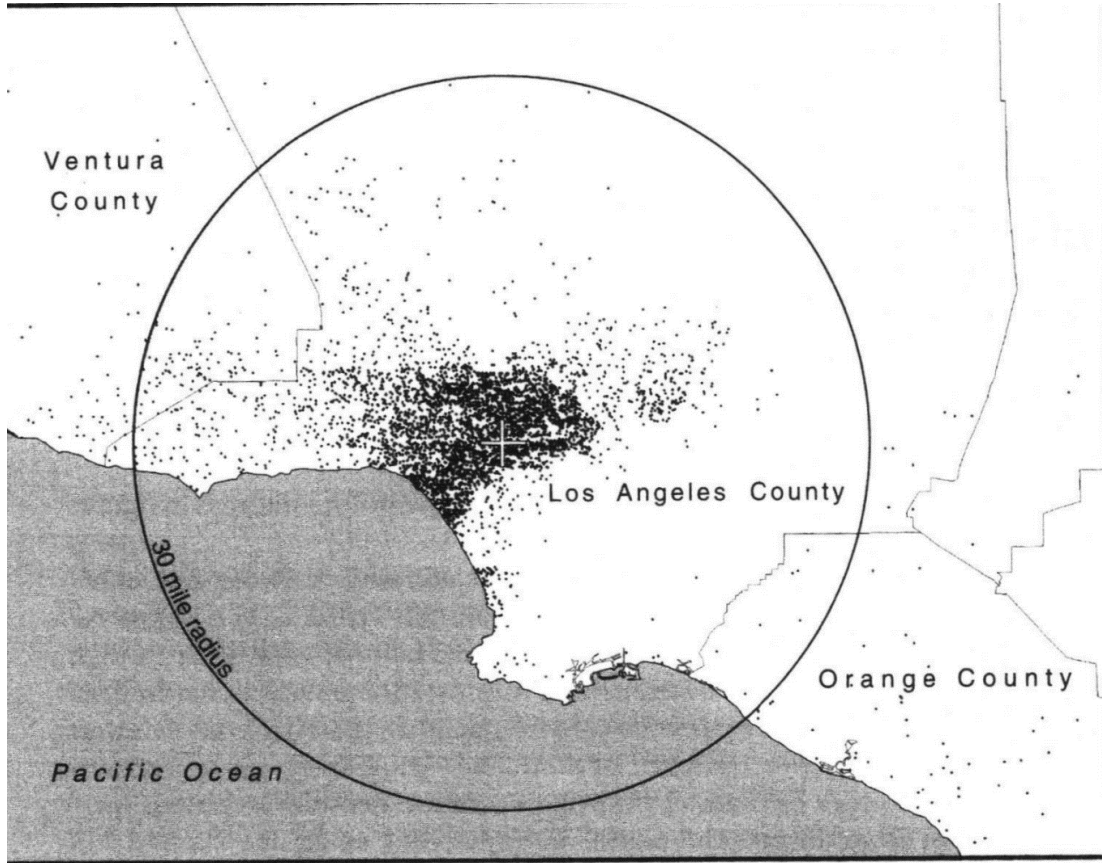 Ventura
County
Los Angeles County
30 mile radius
Orange County
Pacific Ocean